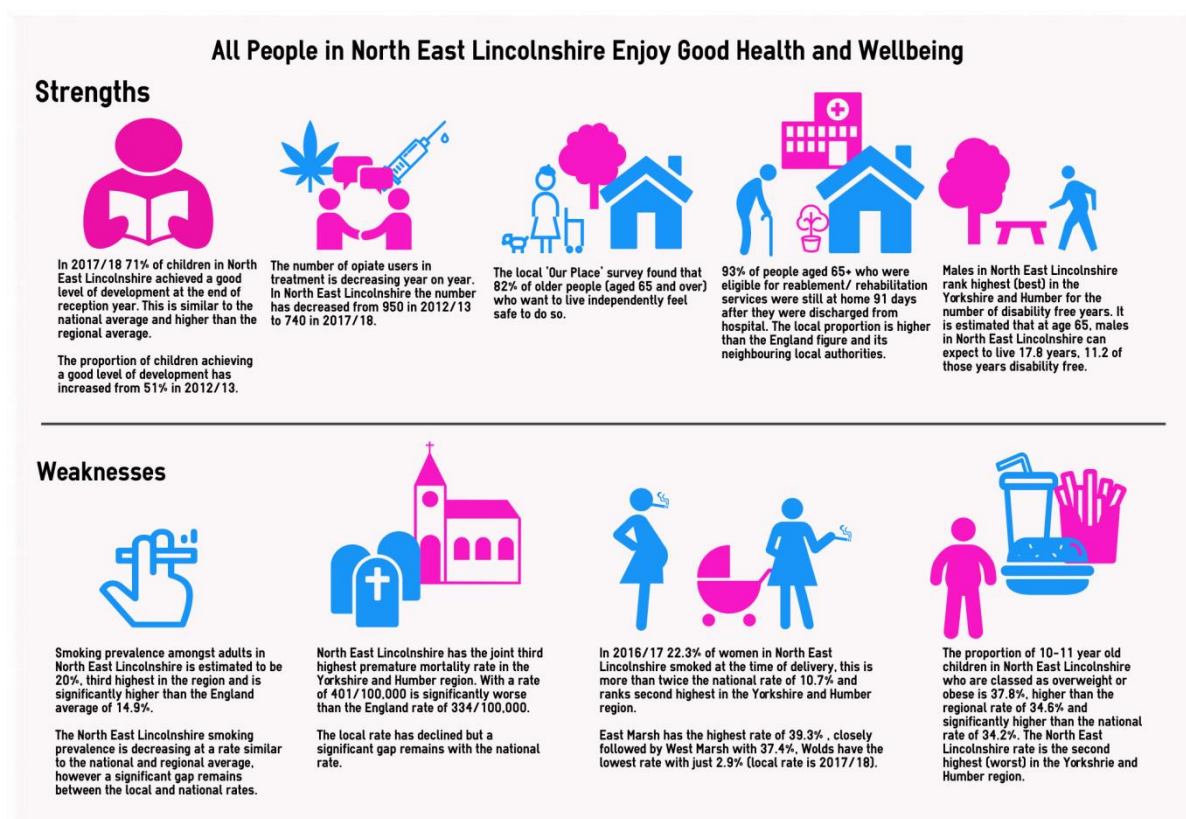 All People in North East Lincolnshire Enjoy Good Health and Wellbeing
Strengths
In 2017/18 71% of children in North
East Lincolnshire achieved a good
level of development at the end of
reception year. This is similar to the
national average and higher than the
regional average.
The proportion of children achieving
a good level of development has
increased from 51% in 2012/13.
The number of opiate users in
treatment is decreasing year on year.
In North East Lincolnshire the number
has decreased from 950 in 2012/13
to 740 in 2017/18.
The local 'Our Place' survey found that
82% of older people (aged 65 and over)
who want to live independently feel
safe to do so.
93% of people aged 65+ who were
eligible for reablement/ rehabilitation
services were still at home 91 days
after they were discharged from
hospital. The local proportion is higher
than the England figure and its
neighbouring local authorities.
Males in North East Lincolnshire
rank highest (best) in the
Yorkshire and Humber for the
number of disability free years. It
is estimated that at age 65, males
in North East Lincolnshire can
expect to live 17.8 years, 11.2 of
those years disability free.
Weaknesses
Smoking prevalence amongst adults in
North East Lincolnshire is estimated to be
20%, third highest in the region and is
significantly higher than the England
average of 14.9%.
The North East Lincolnshire smoking
prevalence is decreasing at a rate similar
to the national and regional average,
however a significant gap remains
between the local and national rates.
North East Lincolnshire has the joint third
highest premature mortality rate in the
Yorkshire and Humber region. With a rate
of 401/100,000 is significantly worse
than the England rate of 334/100,000.
The local rate has declined but a
significant gap remains with the national
rate.
In 2016/17 22.3% of women in North East
Lincolnshire smoked at the time of delivery, this is
more than twice the national rate of 10.7% and
ranks second highest in the Yorkshire and Humber
region.
East Marsh has the highest rate of 39.3% , closely
followed by West Marsh with 37.4%, Wolds have the
lowest rate with just 2.9% (local rate is 2017/18).
The proportion of 10-11 year old
children in North East Lincolnshire
who are classed as overweight or
obese is 37.8%, higher than the
regional rate of 34.6% and
significantly higher than the national
rate of 34.2%. The North East
Lincolnshire rate is the second
highest (worst) in the Yorkshrie and
Humber region.